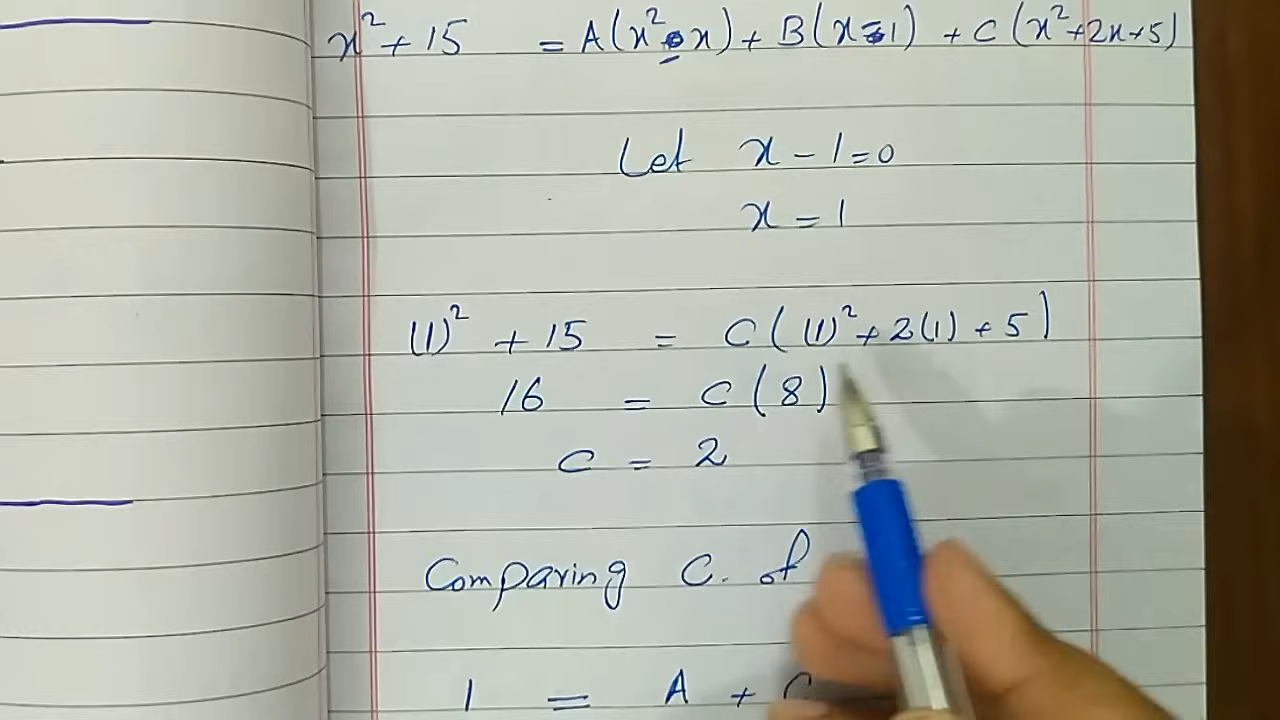 x² + 15 = A(x² - x) + B(x - 1) + C(x² + 2x + 5)
Let x - 1 = 0
x = 1
(1)² + 15 = C((1)² + 2(1) + 5)
16 = C(8)
C = 2
Comparing C. of
1 = A + C